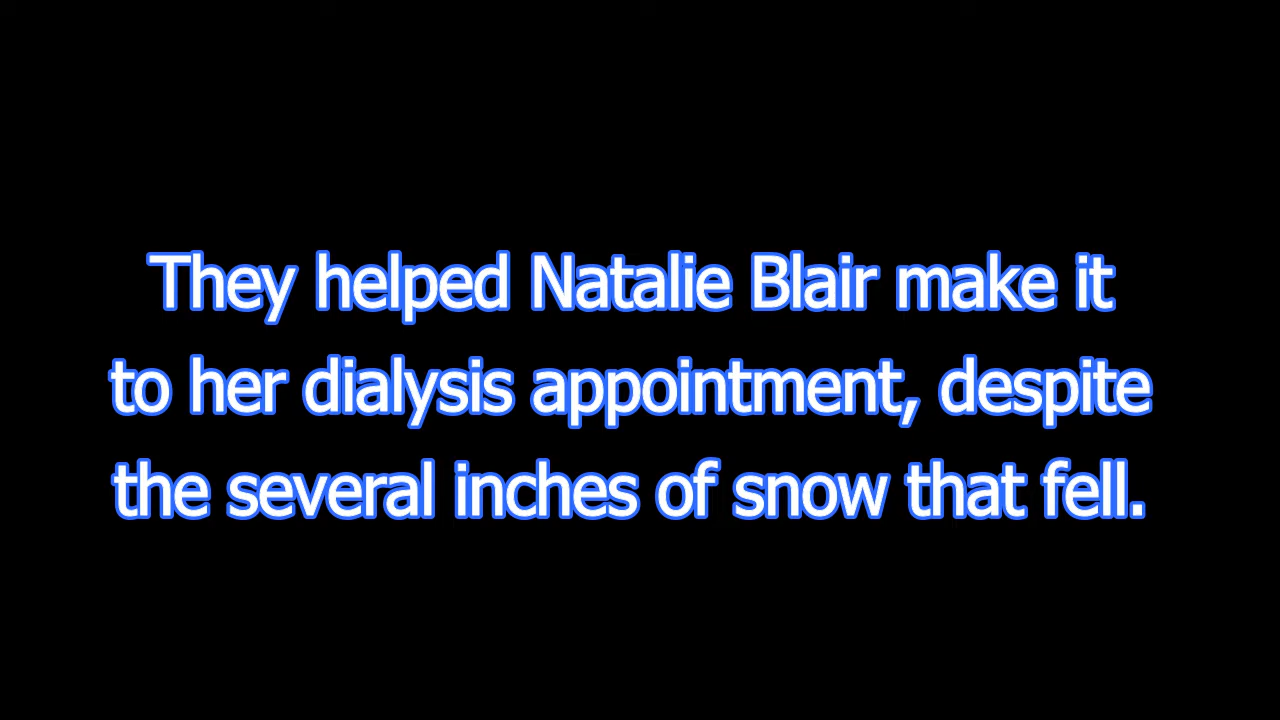 They helped Natalie Blair make it
to her dialysis appointment, despite
the several inches of snow that fell.